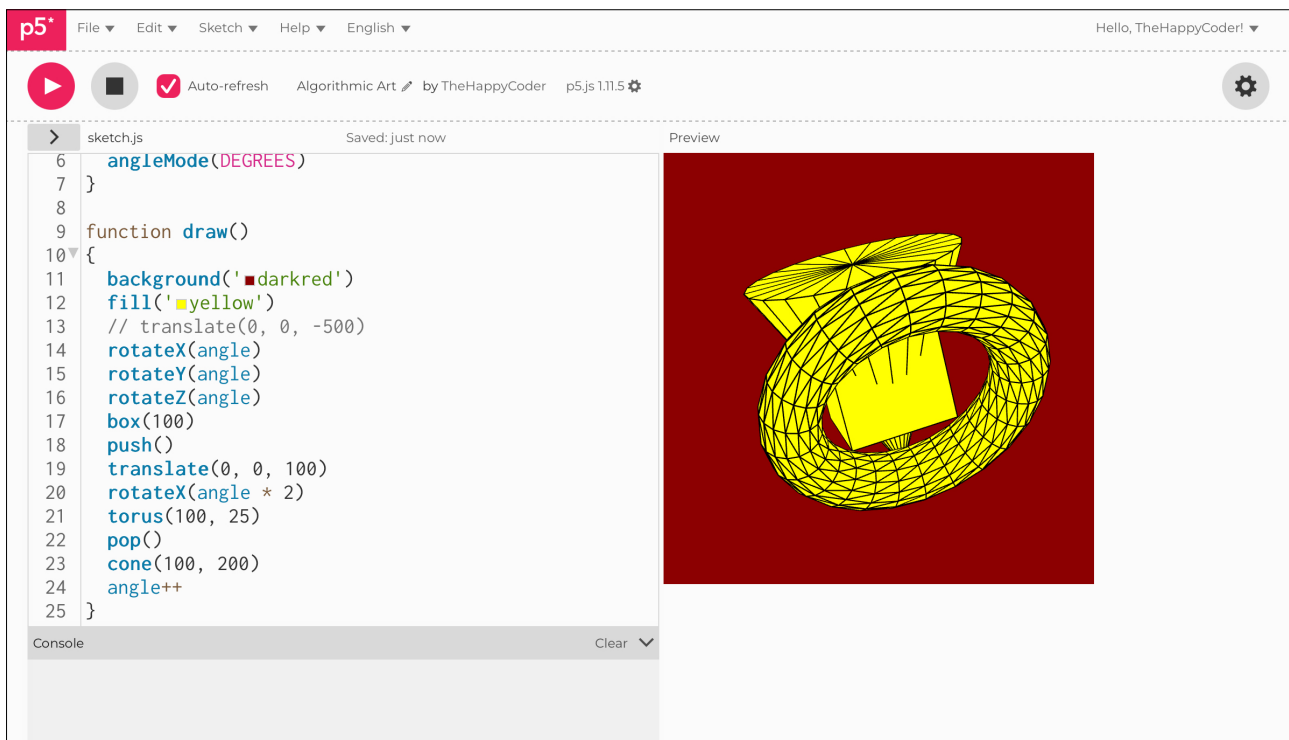 p5*
File Edit Sketch Help English
Hello, TheHappyCoder!
Auto-refresh Algorithmic Art by TheHappyCoder p5.js 1.11.5
sketch.js Saved: just now Preview
6 angleMode(DEGREES)
7 }
8
9 function draw()
10 {
11 background('darkred')
12 fill('yellow')
13 // translate(0, 0, -500)
14 rotateX(angle)
15 rotateY(angle)
16 rotateZ(angle)
17 box(100)
18 push()
19 translate(0, 0, 100)
20 rotateX(angle * 2)
21 torus(100, 25)
22 pop()
23 cone(100, 200)
24 angle++
25 }
Console Clear